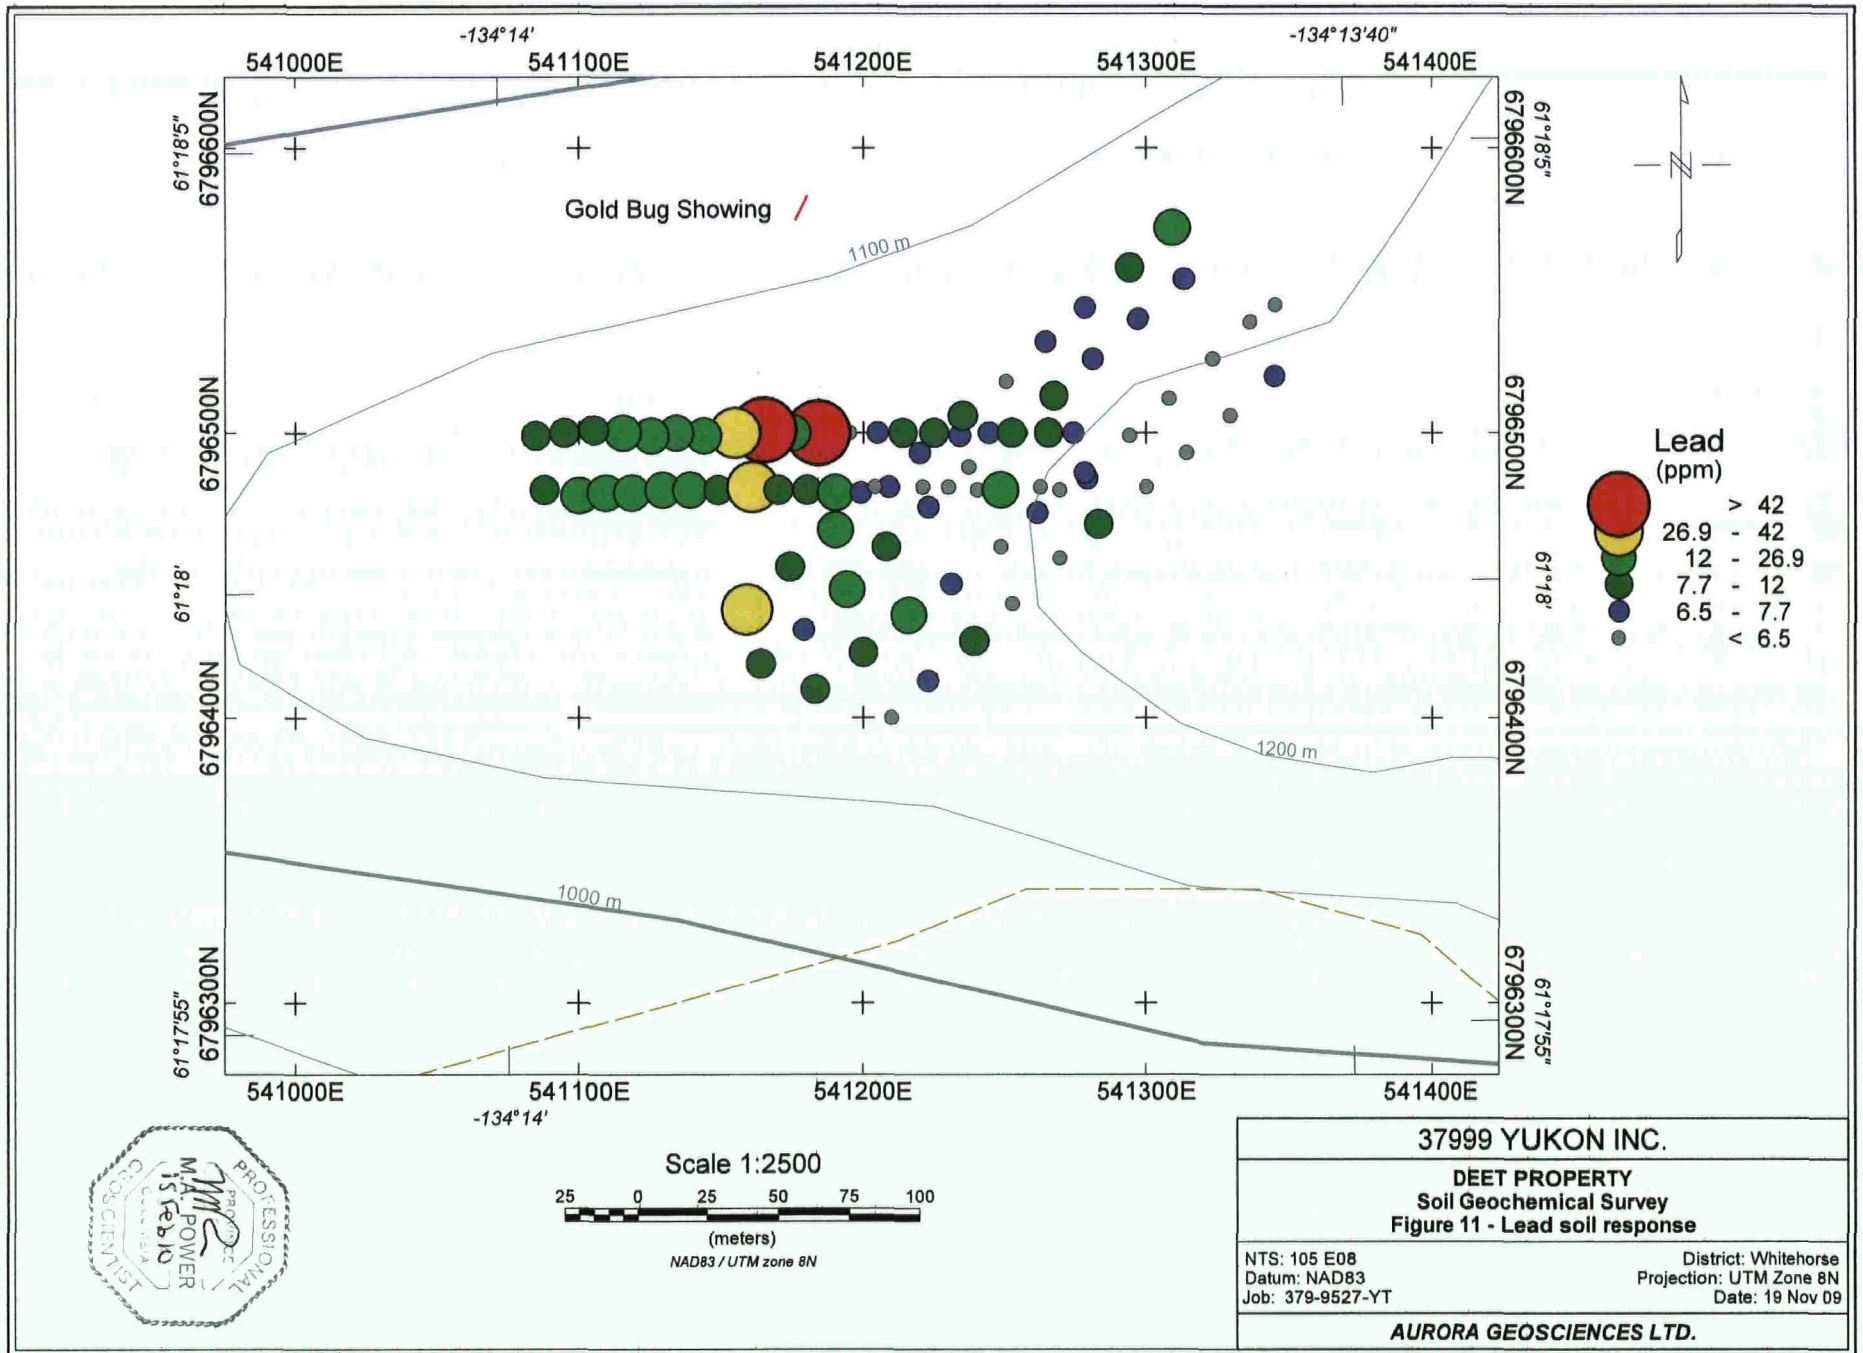 -134°14' -134°13'40"
541000E 541100E 541200E 541300E 541400E
61°18'5" 6796600N
6796600N 61°18'5"
N
Gold Bug Showing
1100 m
6796500N
6796500N
Lead
(ppm)
> 42
26.9 - 42
12 - 26.9
7.7 - 12
6.5 - 7.7
< 6.5
61°18'
61°18'
6796400N
6796400N
1200 m
1000 m
61°17'55" 6796300N
6796300N 61°17'55"
541000E 541100E 541200E 541300E 541400E
-134°14'
Scale 1:2500
25 0 25 50 75 100
(meters)
NAD83 / UTM zone 8N
PROFESSIONAL
PROVINCE
M.A. POWER
GEOSCIENTIST
37999 YUKON INC.
DEET PROPERTY
Soil Geochemical Survey
Figure 11 - Lead soil response
NTS: 105 E08 District: Whitehorse
Datum: NAD83 Projection: UTM Zone 8N
Job: 379-9527-YT Date: 19 Nov 09
AURORA GEOSCIENCES LTD.